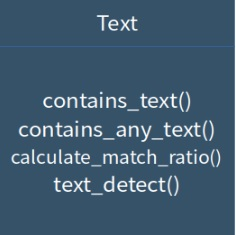 Text
contains_text()
contains_any_text()
calculate_match_ratio()
text_detect()